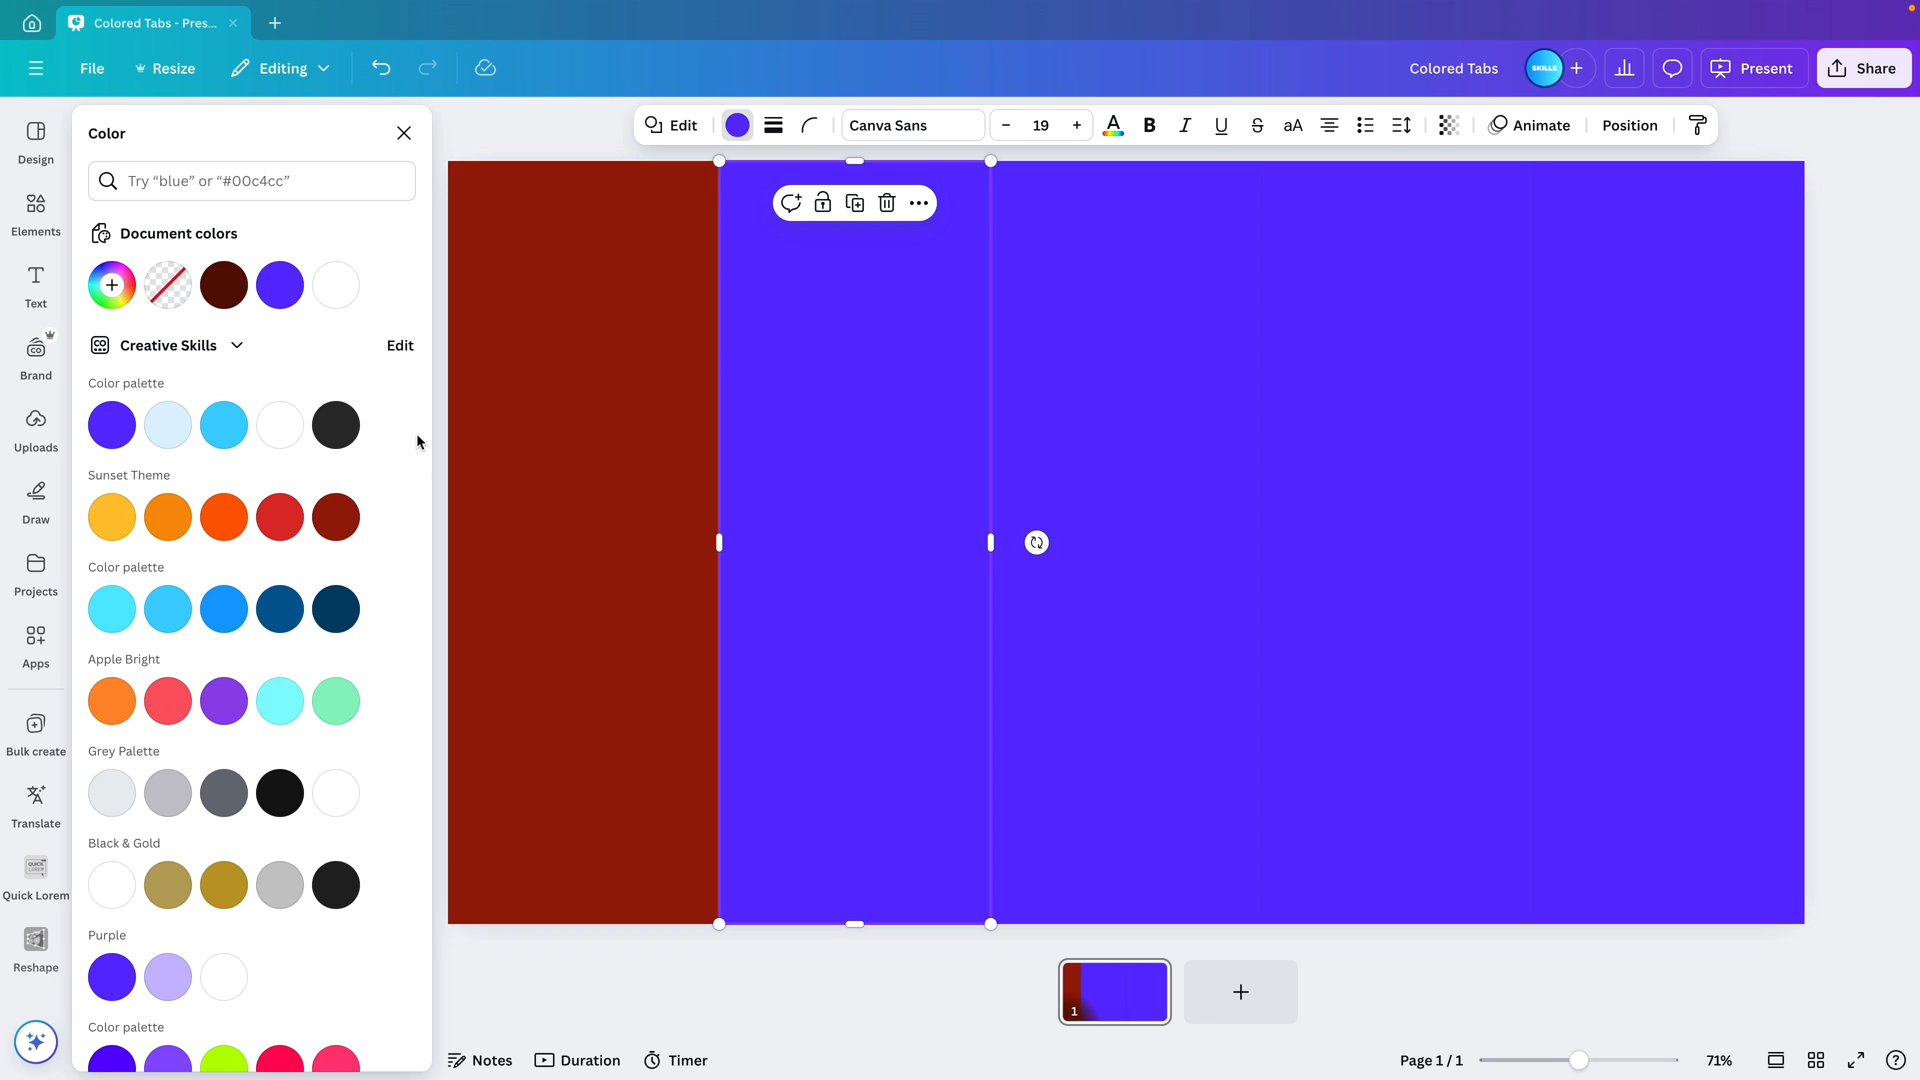 Colored Tabs - Pres...
File
Resize
Editing
Colored Tabs
SKILLS
Present
Share
Design
Elements
Text
Brand
Uploads
Draw
Projects
Apps
Bulk create
Translate
Quick Lorem
Reshape
Color
Try “blue” or “#00c4cc”
Document colors
Creative Skills
Edit
Color palette
Sunset Theme
Color palette
Apple Bright
Grey Palette
Black & Gold
Purple
Color palette
Edit
Canva Sans
19
A
B
I
U
S
aA
Animate
Position
1
Notes
Duration
Timer
Page 1 / 1
71%